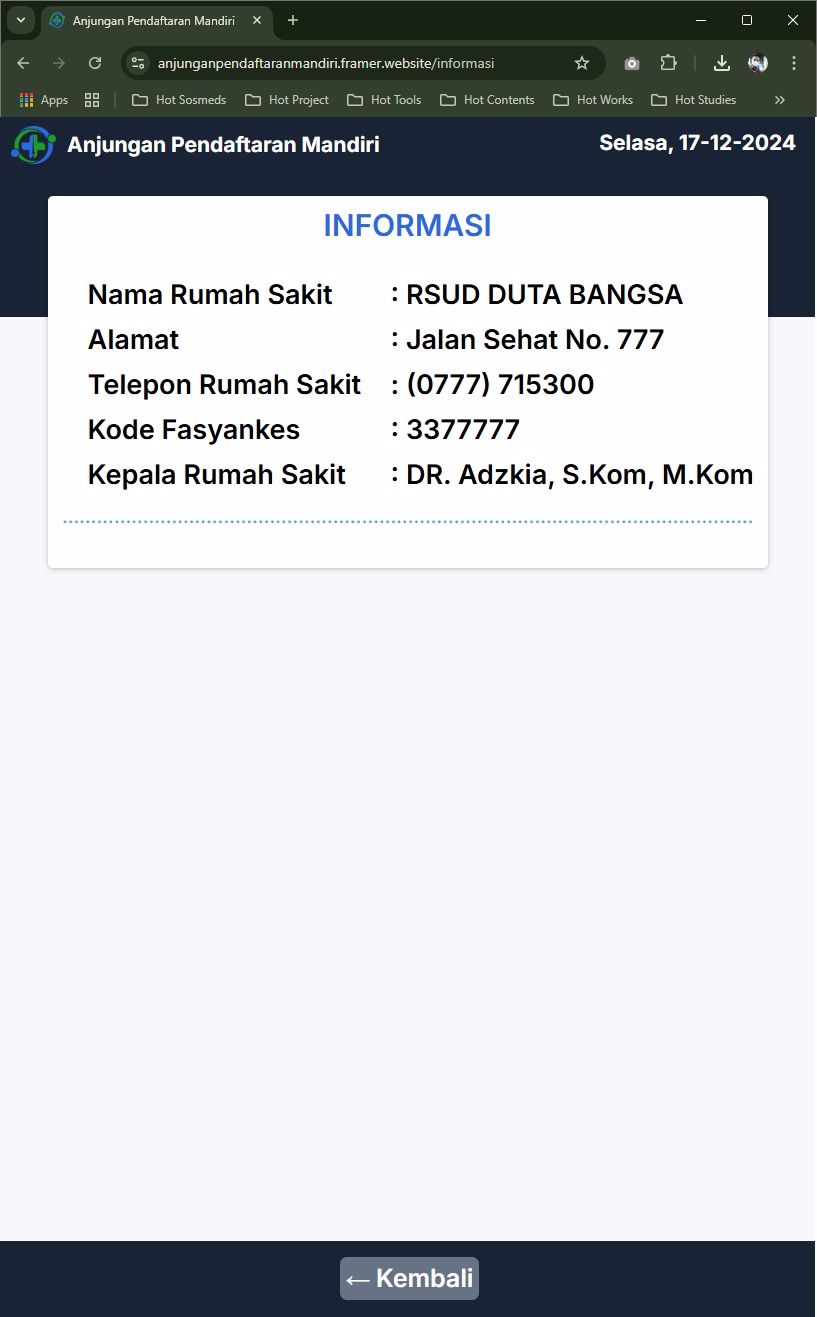 Anjungan Pendaftaran Mandiri
anjunganpendaftaranmandiri.framer.website/informasi
Apps Hot Sosmeds Hot Project Hot Tools Hot Contents Hot Works Hot Studies
Anjungan Pendaftaran Mandiri Selasa, 17-12-2024
INFORMASI
Nama Rumah Sakit : RSUD DUTA BANGSA
Alamat : Jalan Sehat No. 777
Telepon Rumah Sakit : (0777) 715300
Kode Fasyankes : 3377777
Kepala Rumah Sakit : DR. Adzkia, S.Kom, M.Kom
← Kembali